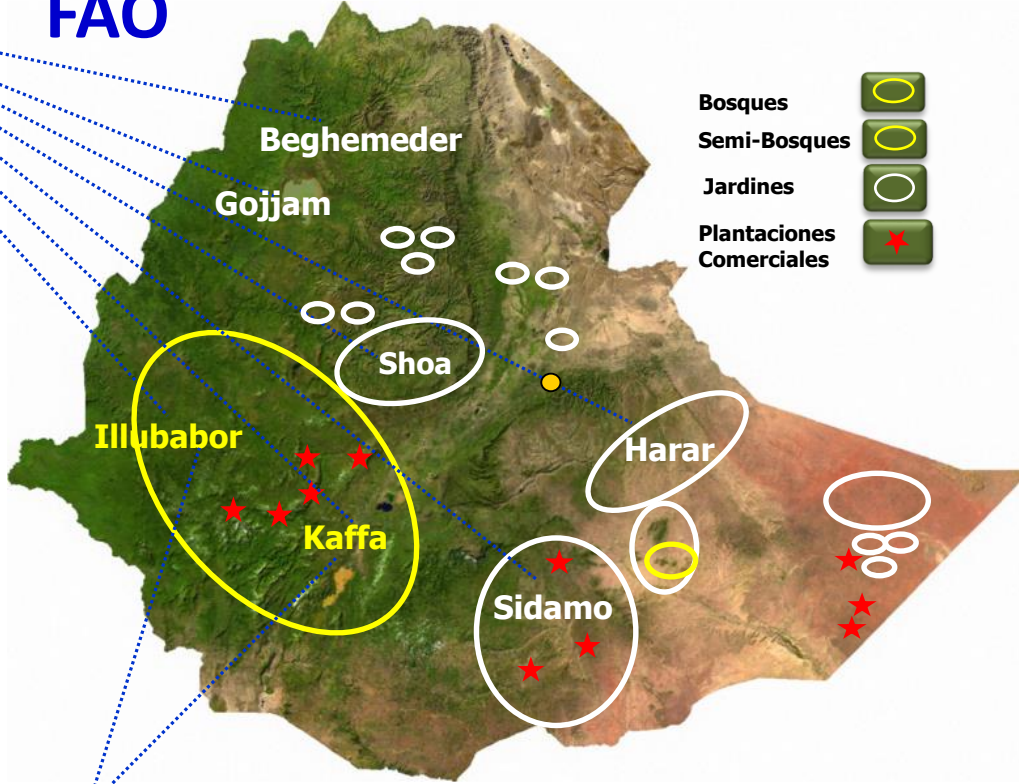 FAO
Bosques
Semi-Bosques
Jardines
Plantaciones
Comerciales
Beghemeder
Gojjam
Shoa
Illubabor
Harar
Kaffa
Sidamo